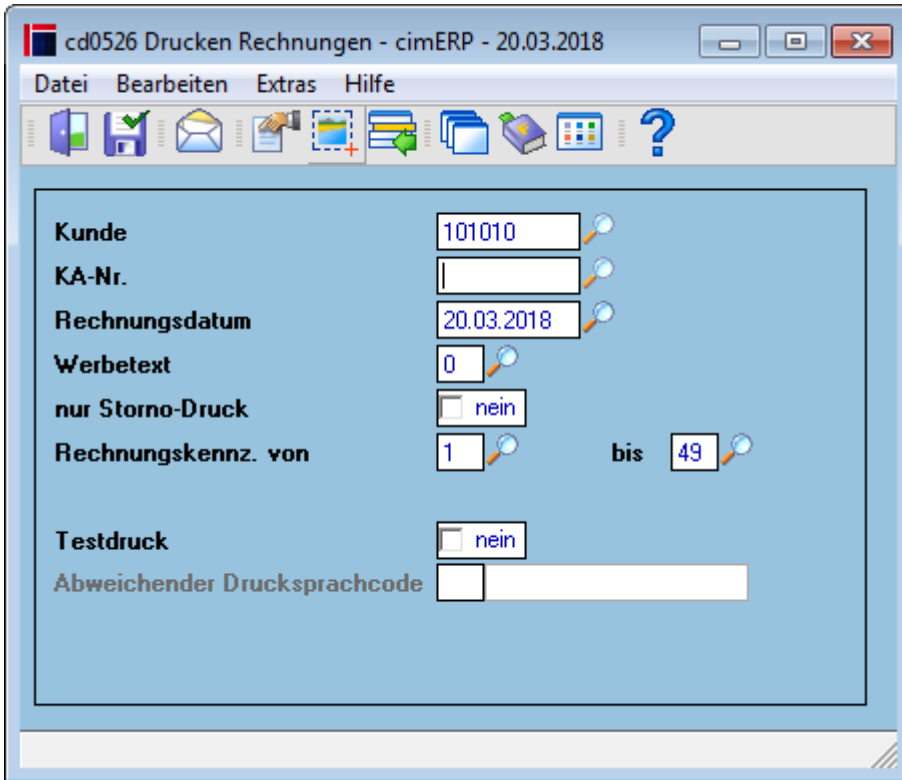 cd0526 Drucken Rechnungen - cimERP - 20.03.2018
Datei Bearbeiten Extras Hilfe
Kunde 101010
KA-Nr.
Rechnungsdatum 20.03.2018
Werbetext 0
nur Storno-Druck nein
Rechnungskennz. von 1 bis 49
Testdruck nein
Abweichender Drucksprachcode